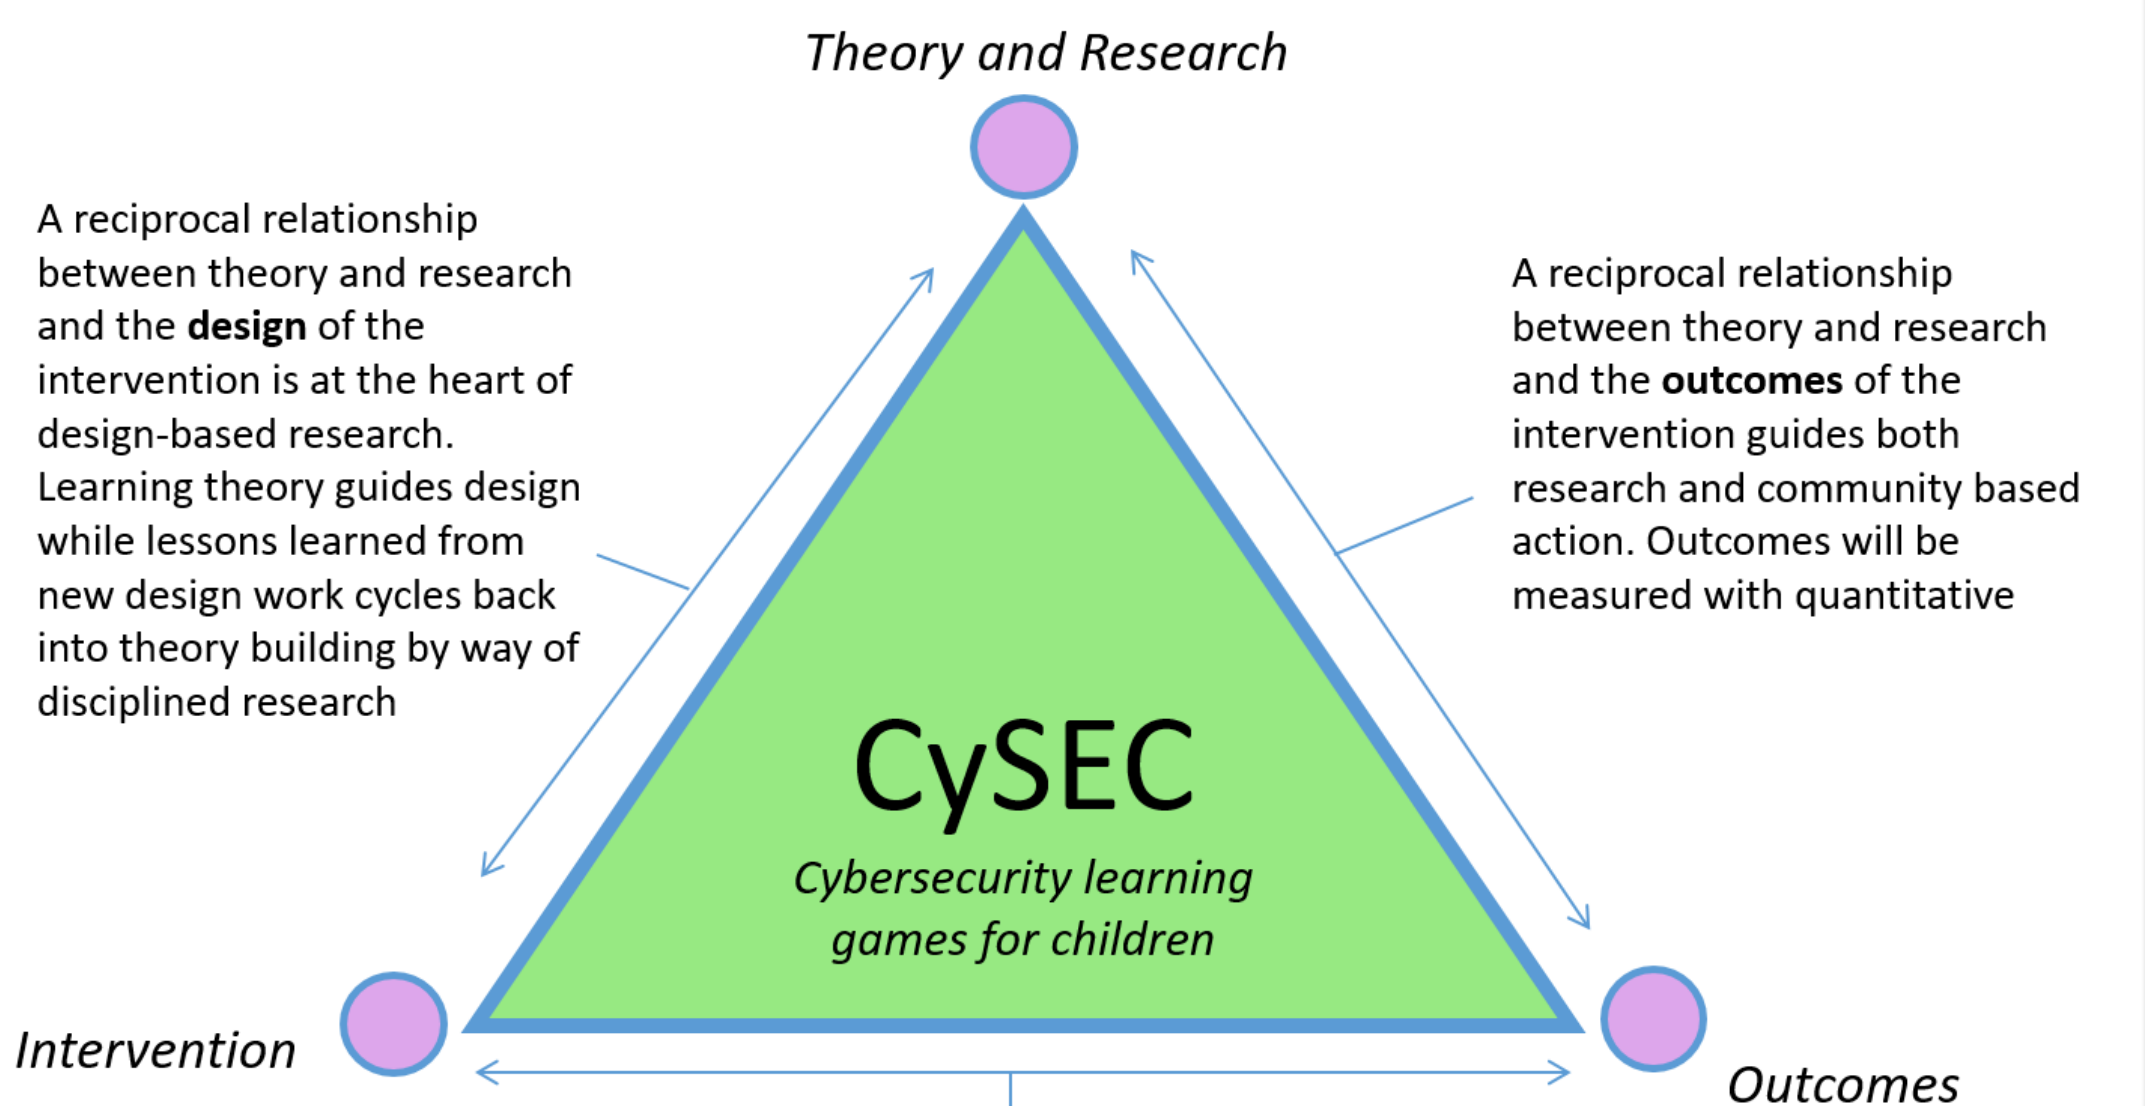 Theory and Research
A reciprocal relationship
between theory and research
and the design of the
intervention is at the heart of
design-based research.
Learning theory guides design
while lessons learned from
new design work cycles back
into theory building by way of
disciplined research
A reciprocal relationship
between theory and research
and the outcomes of the
intervention guides both
research and community based
action. Outcomes will be
measured with quantitative
CySEC
Cybersecurity learning
games for children
Intervention
Outcomes